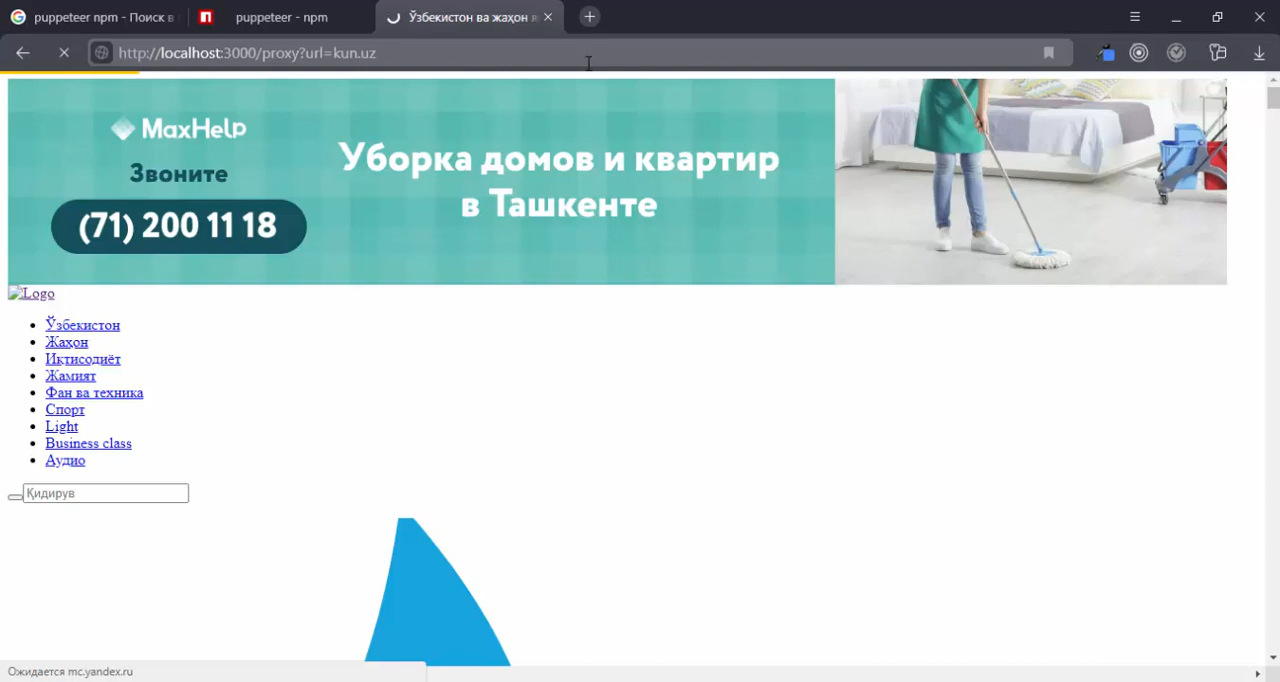 puppeteer npm - Поиск в
puppeteer - npm
Ўзбекистон ва жаҳон я
http://localhost:3000/proxy?url=kun.uz
MaxHelp
Звоните
(71) 200 11 18
Уборка домов и квартир
в Ташкенте
Logo
Ўзбекистон
Жаҳон
Иқтисодиёт
Жамият
Фан ва техника
Спорт
Light
Business class
Аудио
Қидирув
Ожидается mc.yandex.ru